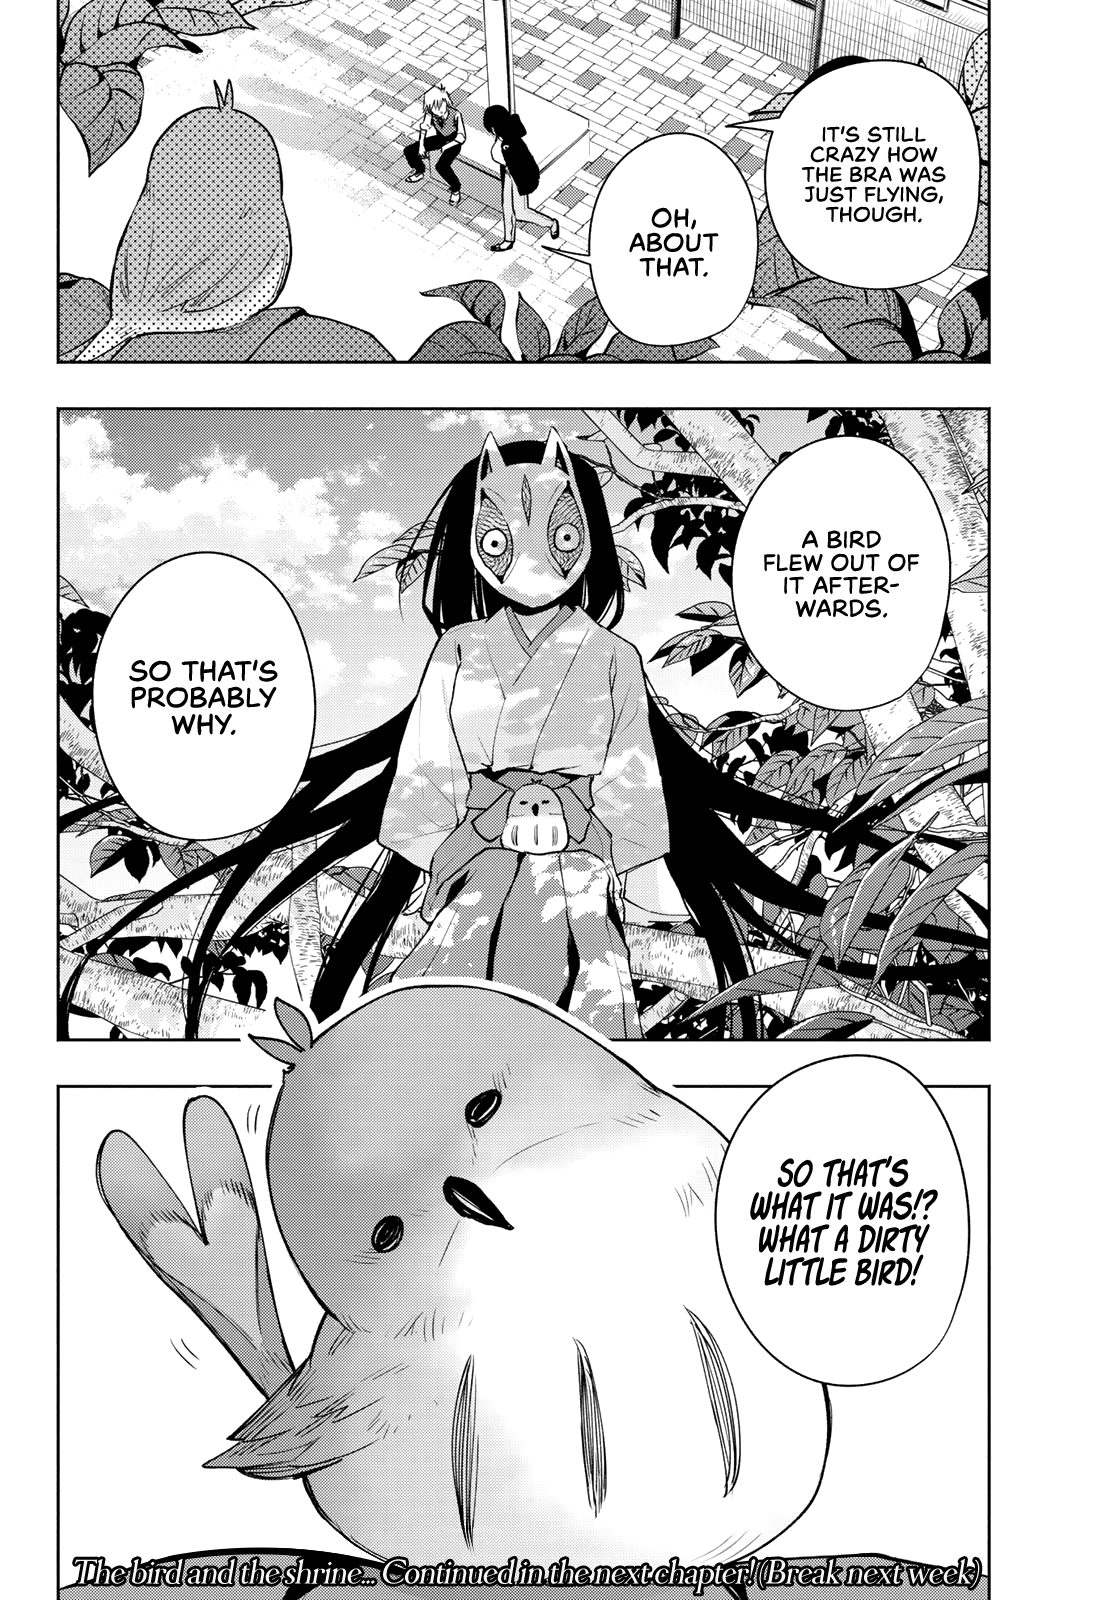 IT'S STILL
CRAZY HOW
THE BRA WAS
JUST FLYING,
THOUGH.
OH,
ABOUT
THAT.
A BIRD
FLEW OUT OF
IT AFTER-
WARDS.
SO THAT'S
PROBABLY
WHY.
SO THAT'S
WHAT IT WAS!?
WHAT A DIRTY
LITTLE BIRD!
The bird and the shrine... Continued in the next chapter! (Break next week)